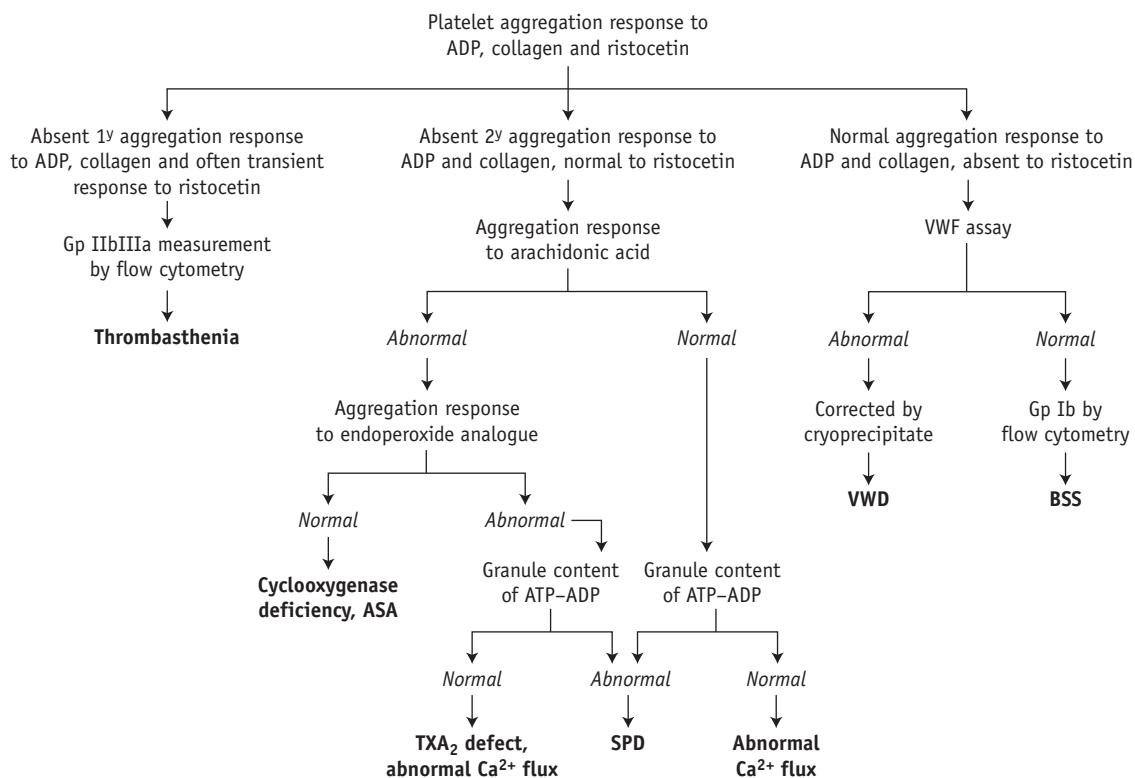 Platelet aggregation response to
ADP, collagen and ristocetin
Absent 1y aggregation response
to ADP, collagen and often transient
response to ristocetin
Absent 2y aggregation response to
ADP and collagen, normal to ristocetin
Normal aggregation response to
ADP and collagen, absent to ristocetin
Gp IIbIIIa measurement
by flow cytometry
Aggregation response
to arachidonic acid
VWF assay
Thrombasthenia
Abnormal
Normal
Abnormal
Normal
Aggregation response
to endoperoxide analogue
Corrected by
cryoprecipitate
Gp Ib by
flow cytometry
VWD
BSS
Normal
Abnormal
Cyclooxygenase
deficiency, ASA
Granule content
of ATP–ADP
Granule content
of ATP–ADP
Normal
Abnormal
Normal
TXA₂ defect,
abnormal Ca²⁺ flux
SPD
Abnormal
Ca²⁺ flux